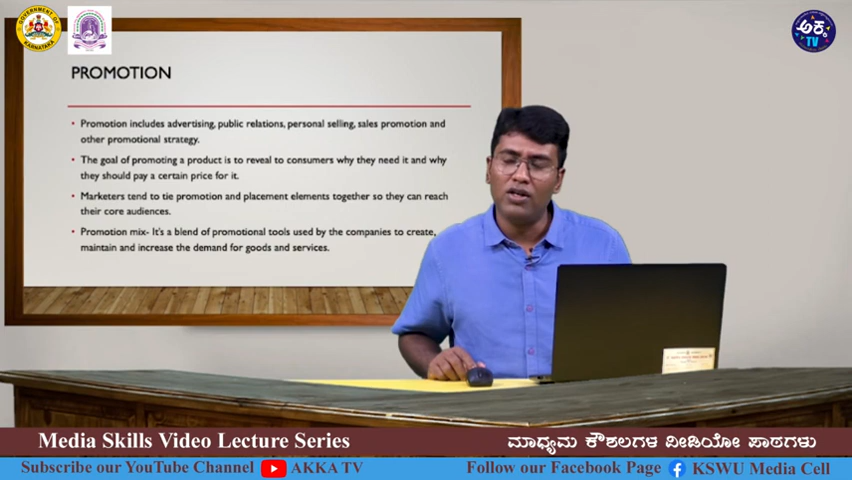 GOVERNMENT OF
KARNATAKA
ಅಕ್ಕ
TV
PROMOTION
• Promotion includes advertising, public relations, personal selling, sales promotion and
other promotional strategy.
• The goal of promoting a product is to reveal to consumers why they need it and why
they should pay a certain price for it.
• Marketers tend to tie promotion and placement elements together so they can reach
their core audiences.
• Promotion mix- It's a blend of promotional tools used by the companies to create,
maintain and increase the demand for goods and services.
Media Skills Video Lecture Series
ಮಾಧ್ಯಮ ಕೌಶಲಗಳ ವೀಡಿಯೋ ಪಾಠಗಳು
Subscribe our YouTube Channel AKKA TV
Follow our Facebook Page f KSWU Media Cell